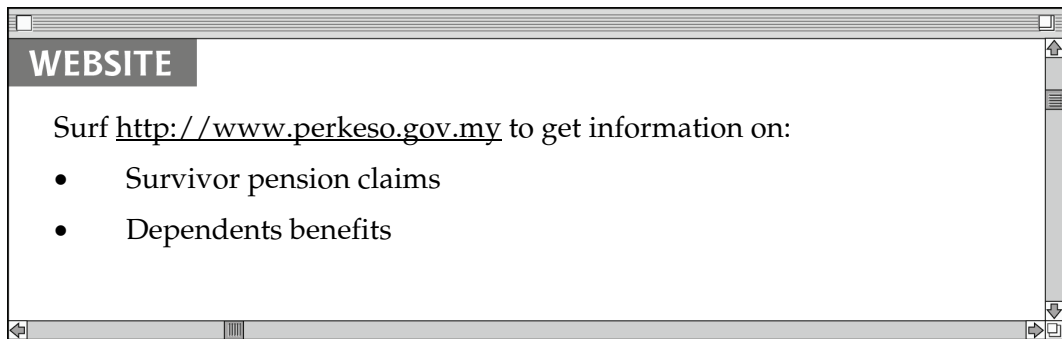 WEBSITE
Surf http://www.perkeso.gov.my to get information on:
• Survivor pension claims
• Dependents benefits